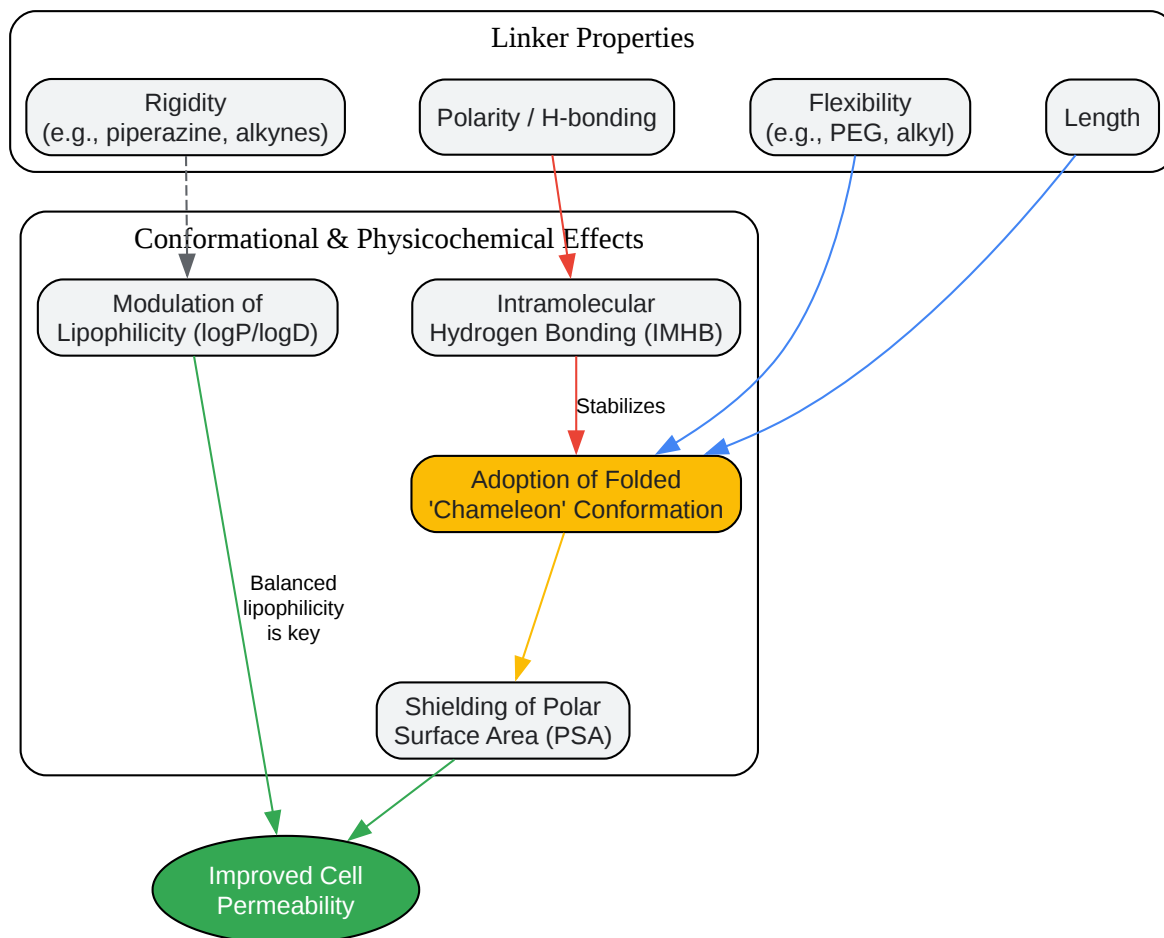 Linker Properties
Rigidity
(e.g., piperazine, alkynes)
Polarity / H-bonding
Flexibility
(e.g., PEG, alkyl)
Length
Conformational & Physicochemical Effects
Modulation of
Lipophilicity (logP/logD)
Intramolecular
Hydrogen Bonding (IMHB)
Stabilizes
Adoption of Folded
'Chameleon' Conformation
Balanced
lipophilicity
is key
Shielding of Polar
Surface Area (PSA)
Improved Cell
Permeability